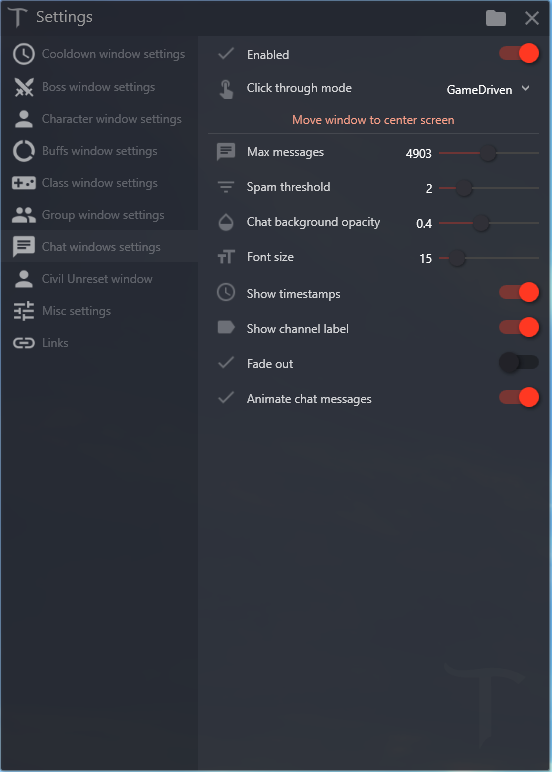 Settings
Cooldown window settings
Boss window settings
Character window settings
Buffs window settings
Class window settings
Group window settings
Chat windows settings
Civil Unreset window
Misc settings
Links
Enabled
Click through mode GameDriven
Move window to center screen
Max messages 4903
Spam threshold 2
Chat background opacity 0.4
Font size 15
Show timestamps
Show channel label
Fade out
Animate chat messages